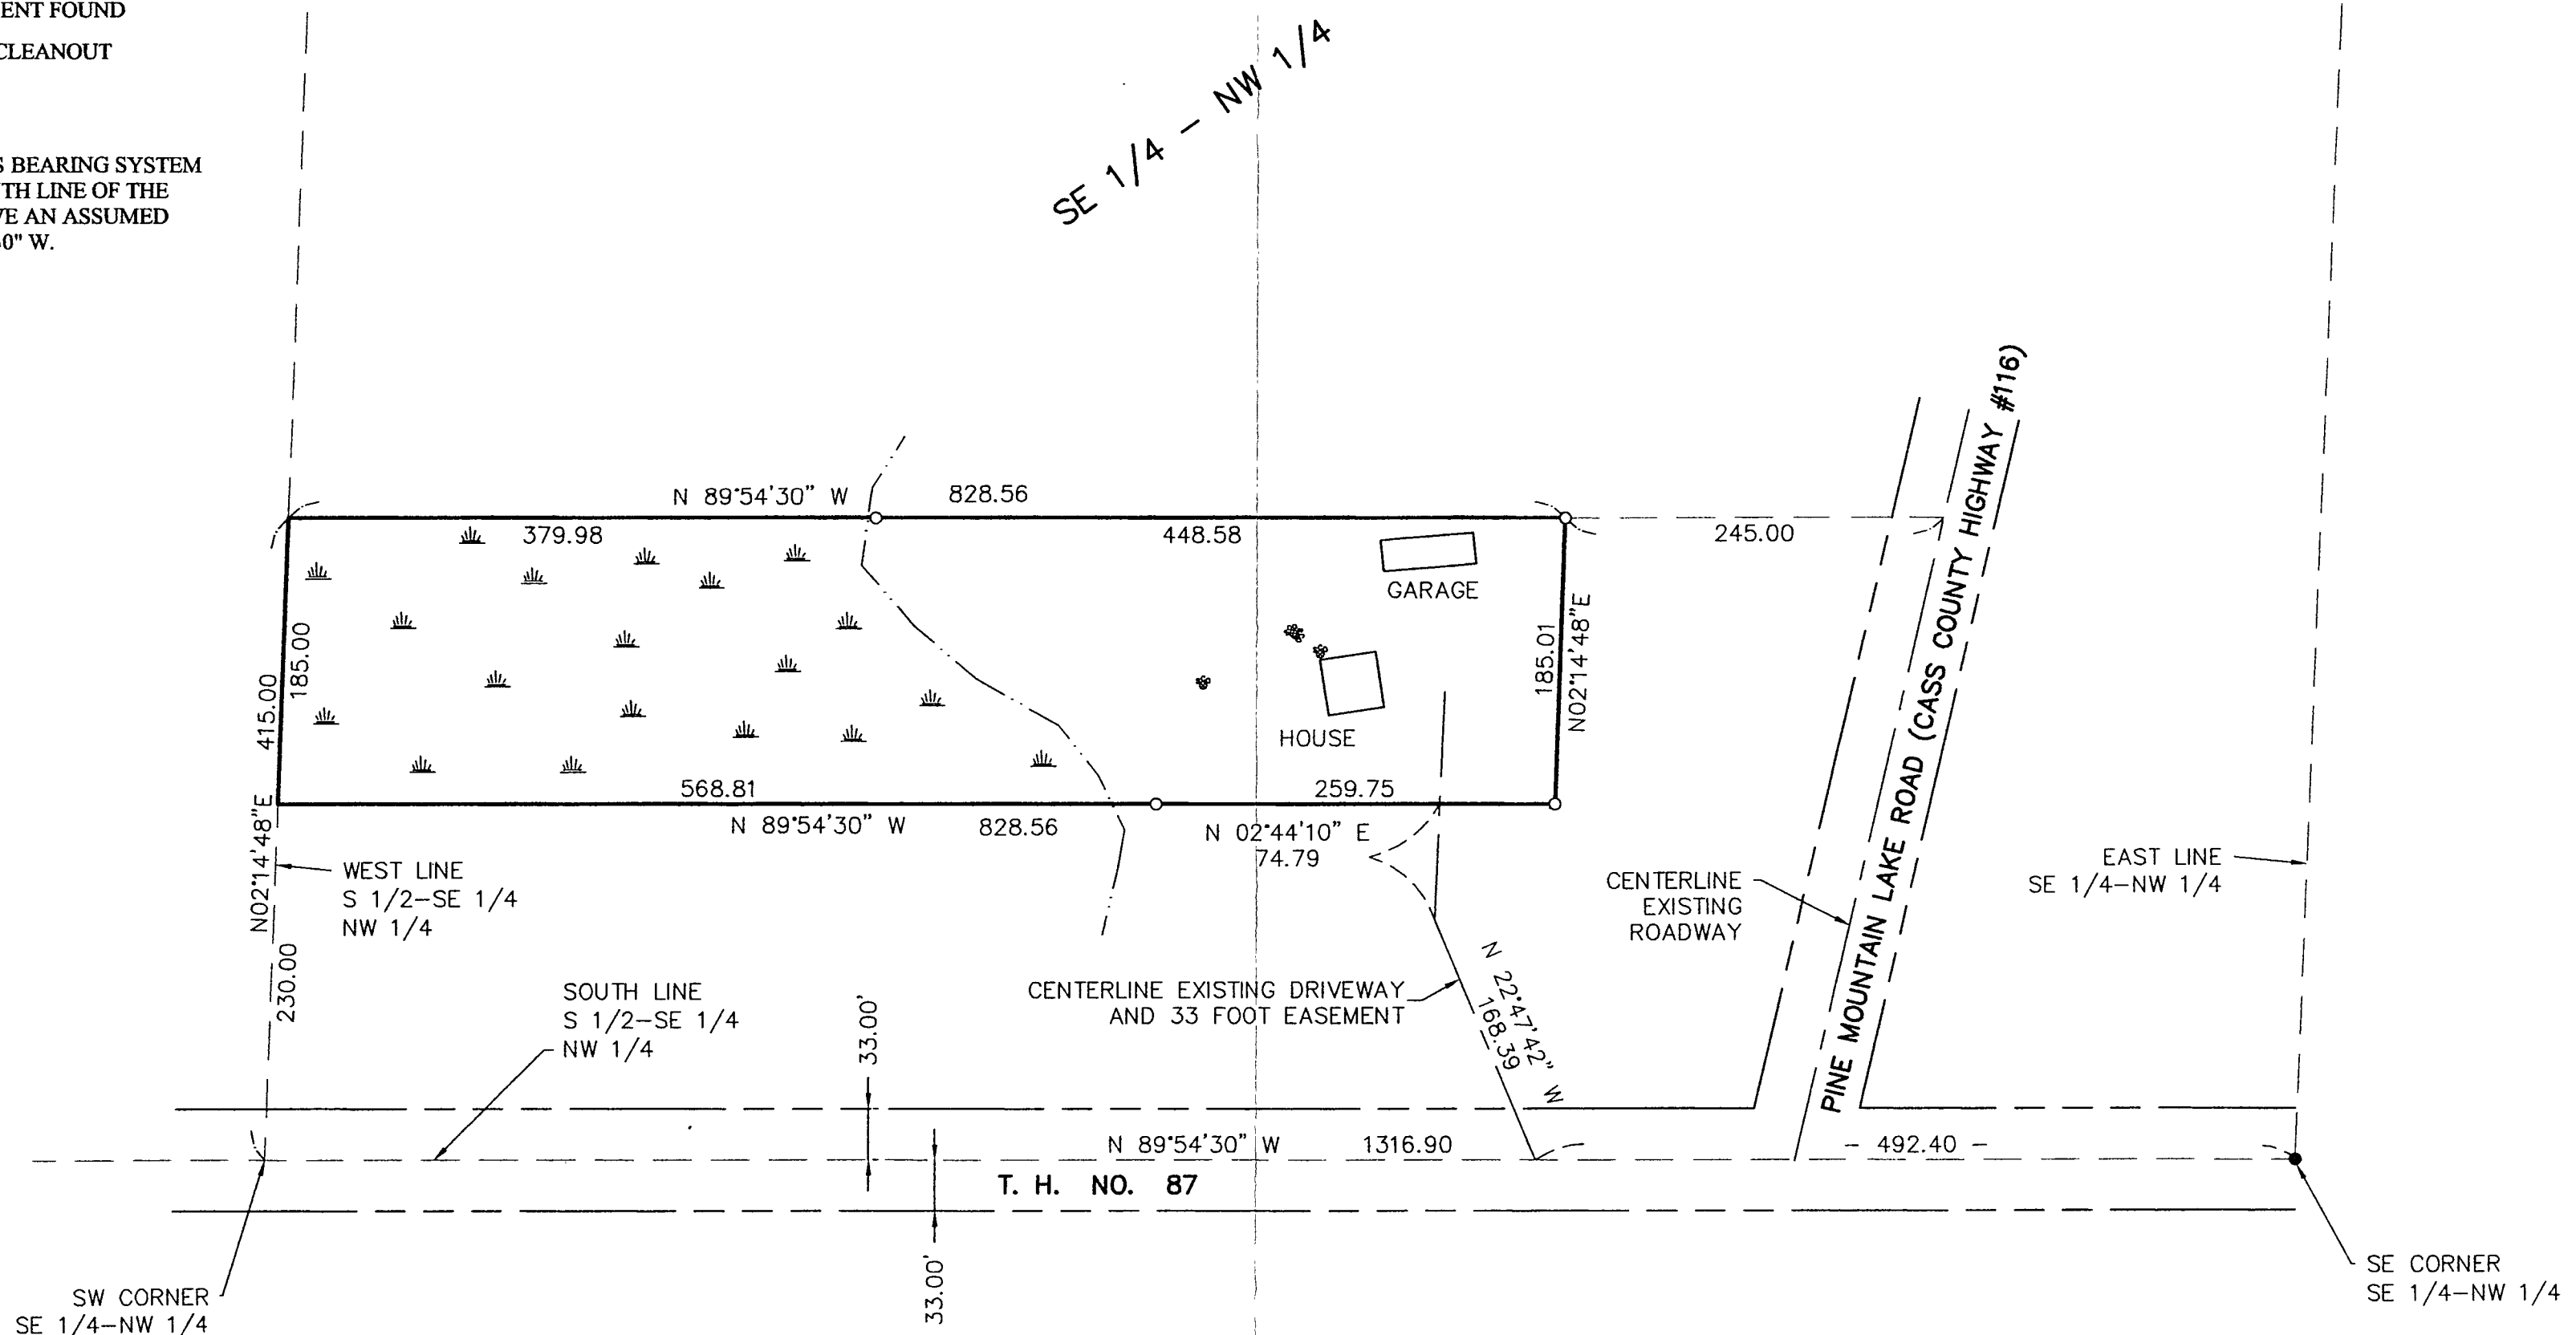 ENT FOUND
CLEANOUT
S BEARING SYSTEM
TH LINE OF THE
VE AN ASSUMED
0" W.
SE 1/4 - NW 1/4
N 89°54'30" W 828.56
379.98
448.58
245.00
GARAGE
HOUSE
185.00
415.00
185.01
N02°14'48"E
568.81
259.75
N 89°54'30" W 828.56
N 02°44'10" E
74.79
N02°14'48"E
230.00
WEST LINE
S 1/2-SE 1/4
NW 1/4
SOUTH LINE
S 1/2-SE 1/4
NW 1/4
33.00'
CENTERLINE EXISTING DRIVEWAY
AND 33 FOOT EASEMENT
N 22°47'42" W
168.39
CENTERLINE
EXISTING
ROADWAY
PINE MOUNTAIN LAKE ROAD (CASS COUNTY HIGHWAY #116)
EAST LINE
SE 1/4-NW 1/4
N 89°54'30" W 1316.90
- 492.40 -
T. H. NO. 87
33.00'
SW CORNER
SE 1/4-NW 1/4
SE CORNER
SE 1/4-NW 1/4